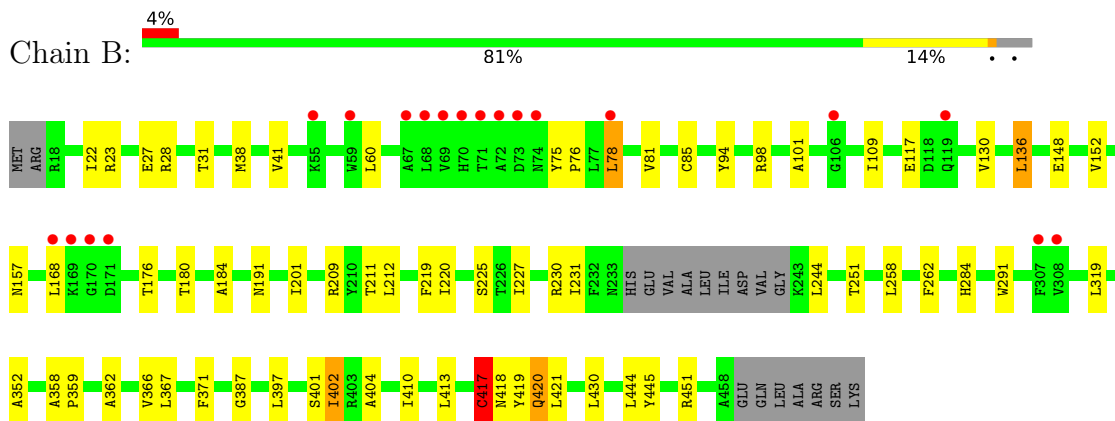 4%
Chain B:
81%
14%
MET ARG R18 I22 R23 E27 R28 T31 M38 V41 K55 W59 L60 A67 L68 V69 H70 T71 A72 D73 N74 Y75 P76 L77 L78 V81 C85 Y94 R98 A101 G106 I109 E117 D118 Q119 V130 L136 E148 V152
N157 L168 K169 G170 D171 T176 T180 A184 N191 I201 R209 Y210 T211 L212 F219 I220 S225 T226 I227 R230 I231 F232 N233 HIS GLU VAL ALA LEU ILE ASP VAL GLY K243 L244 T251 L258 F262 H284 W291 F307 V308 L319
A352 A358 P359 A362 V366 L367 F371 G387 L397 S401 I402 R403 A404 I410 L413 C417 N418 Y419 Q420 L421 L430 L444 Y445 R451 A458 GLU GLN LEU ALA ARG SER LYS